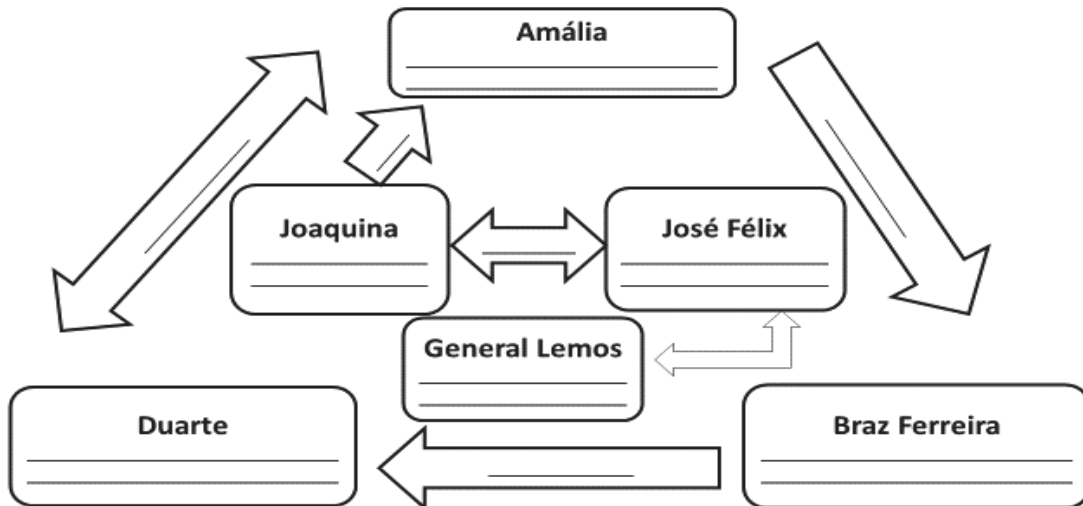 Amália
Joaquina
José Félix
General Lemos
Duarte
Braz Ferreira